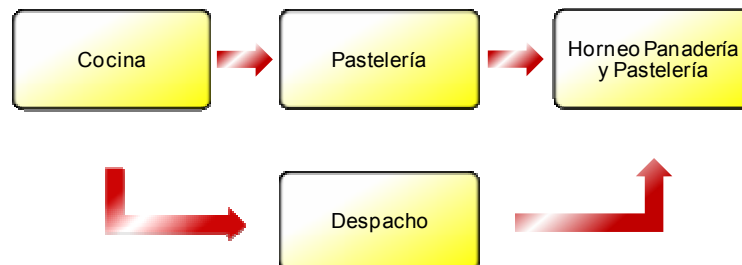 Cocina
Pastelería
Horneo Panadería
y Pastelería
Despacho